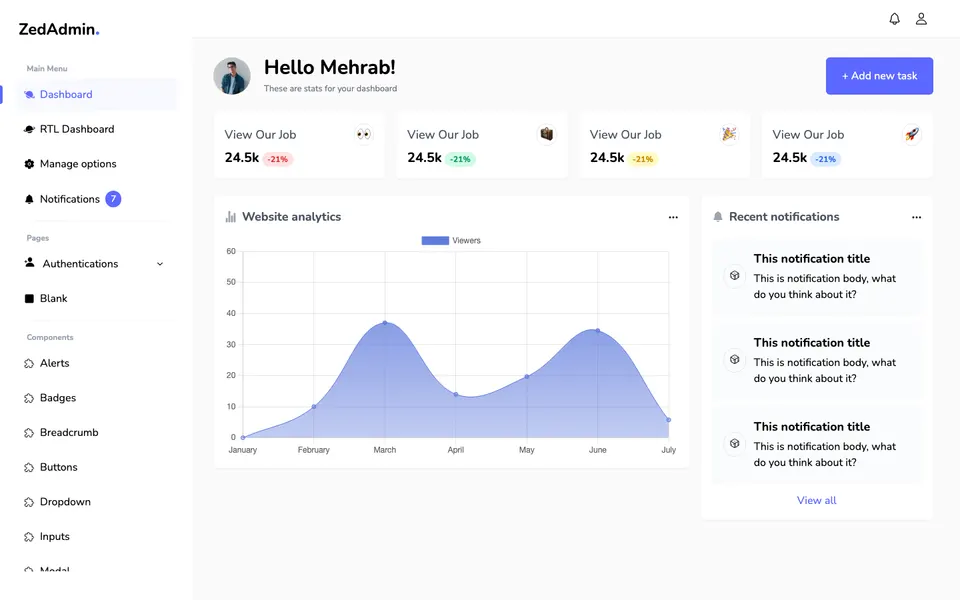 ZedAdmin.
Main Menu
Dashboard
RTL Dashboard
Manage options
Notifications 7
Pages
Authentications
Blank
Components
Alerts
Badges
Breadcrumb
Buttons
Dropdown
Inputs
Modal
Hello Mehrab!
These are stats for your dashboard
+ Add new task
View Our Job
24.5k -21%
View Our Job
24.5k -21%
View Our Job
24.5k -21%
View Our Job
24.5k -21%
Website analytics
Viewers
60
50
40
30
20
10
0
January February March April May June July
Recent notifications
This notification title
This is notification body, what
do you think about it?
This notification title
This is notification body, what
do you think about it?
This notification title
This is notification body, what
do you think about it?
View all